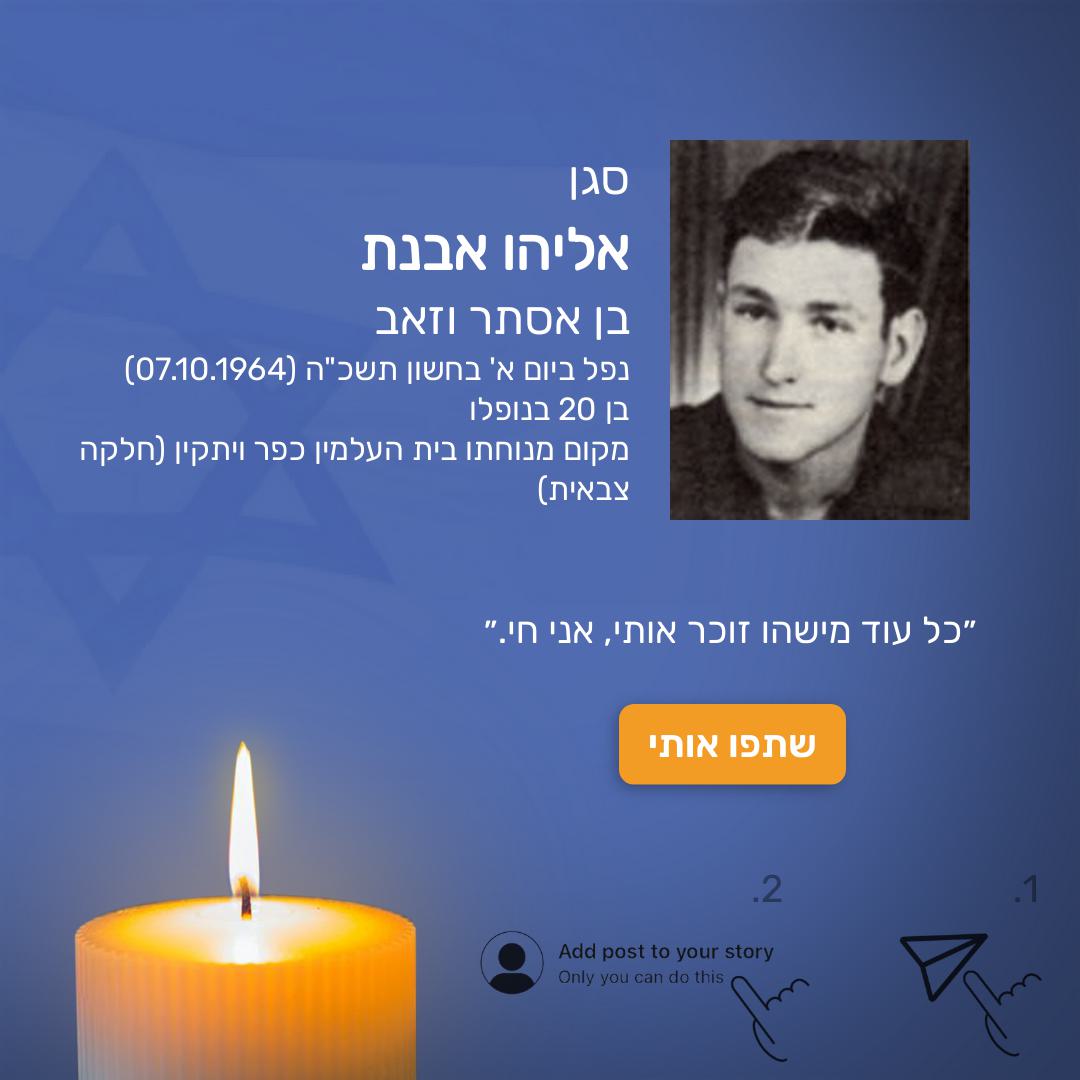 סגן
אליהו אבנת
בן אסתר וזאב
נפל ביום א' בחשון תשכ"ה (07.10.1964)
בן 20 בנופלו
מקום מנוחתו בית העלמין כפר ויתקין (חלקה
צבאית)
״כל עוד מישהו זוכר אותי, אני חי.״
שתפו אותי
.1
.2
Add post to your story
Only you can do this